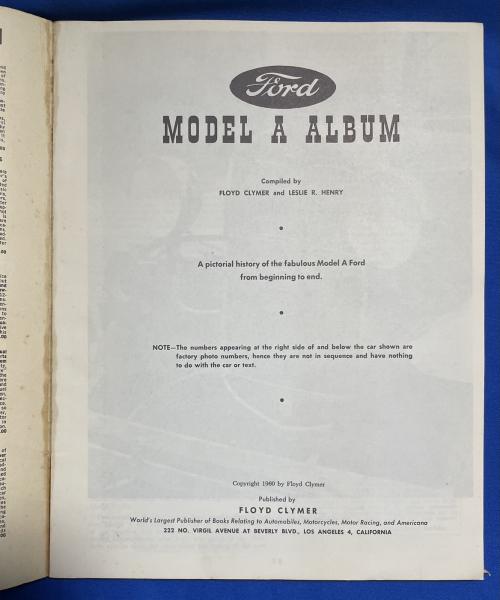 Ford
MODEL A ALBUM
Compiled by
FLOYD CLYMER and LESLIE R. HENRY
•
A pictorial history of the fabulous Model A Ford
from beginning to end.
•
NOTE—The numbers appearing at the right side of and below the car shown are
factory photo numbers, hence they are not in sequence and have nothing
to do with the car or text.
•
Copyright 1960 by Floyd Clymer
Published by
FLOYD CLYMER
World's Largest Publisher of Books Relating to Automobiles, Motorcycles, Motor Racing, and Americana
222 NO. VIRGIL AVENUE AT BEVERLY BLVD., LOS ANGELES 4, CALIFORNIA